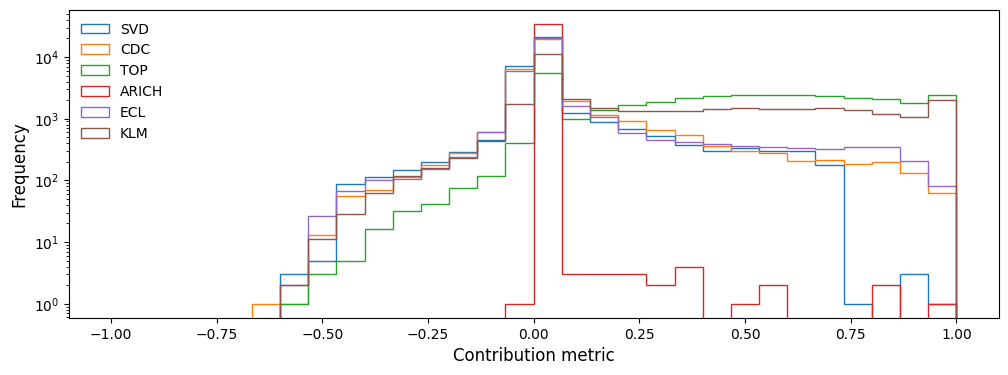 SVD
CDC
TOP
ARICH
ECL
KLM
Frequency
10⁴
10³
10²
10¹
10⁰
−1.00 −0.75 −0.50 −0.25 0.00 0.25 0.50 0.75 1.00
Contribution metric